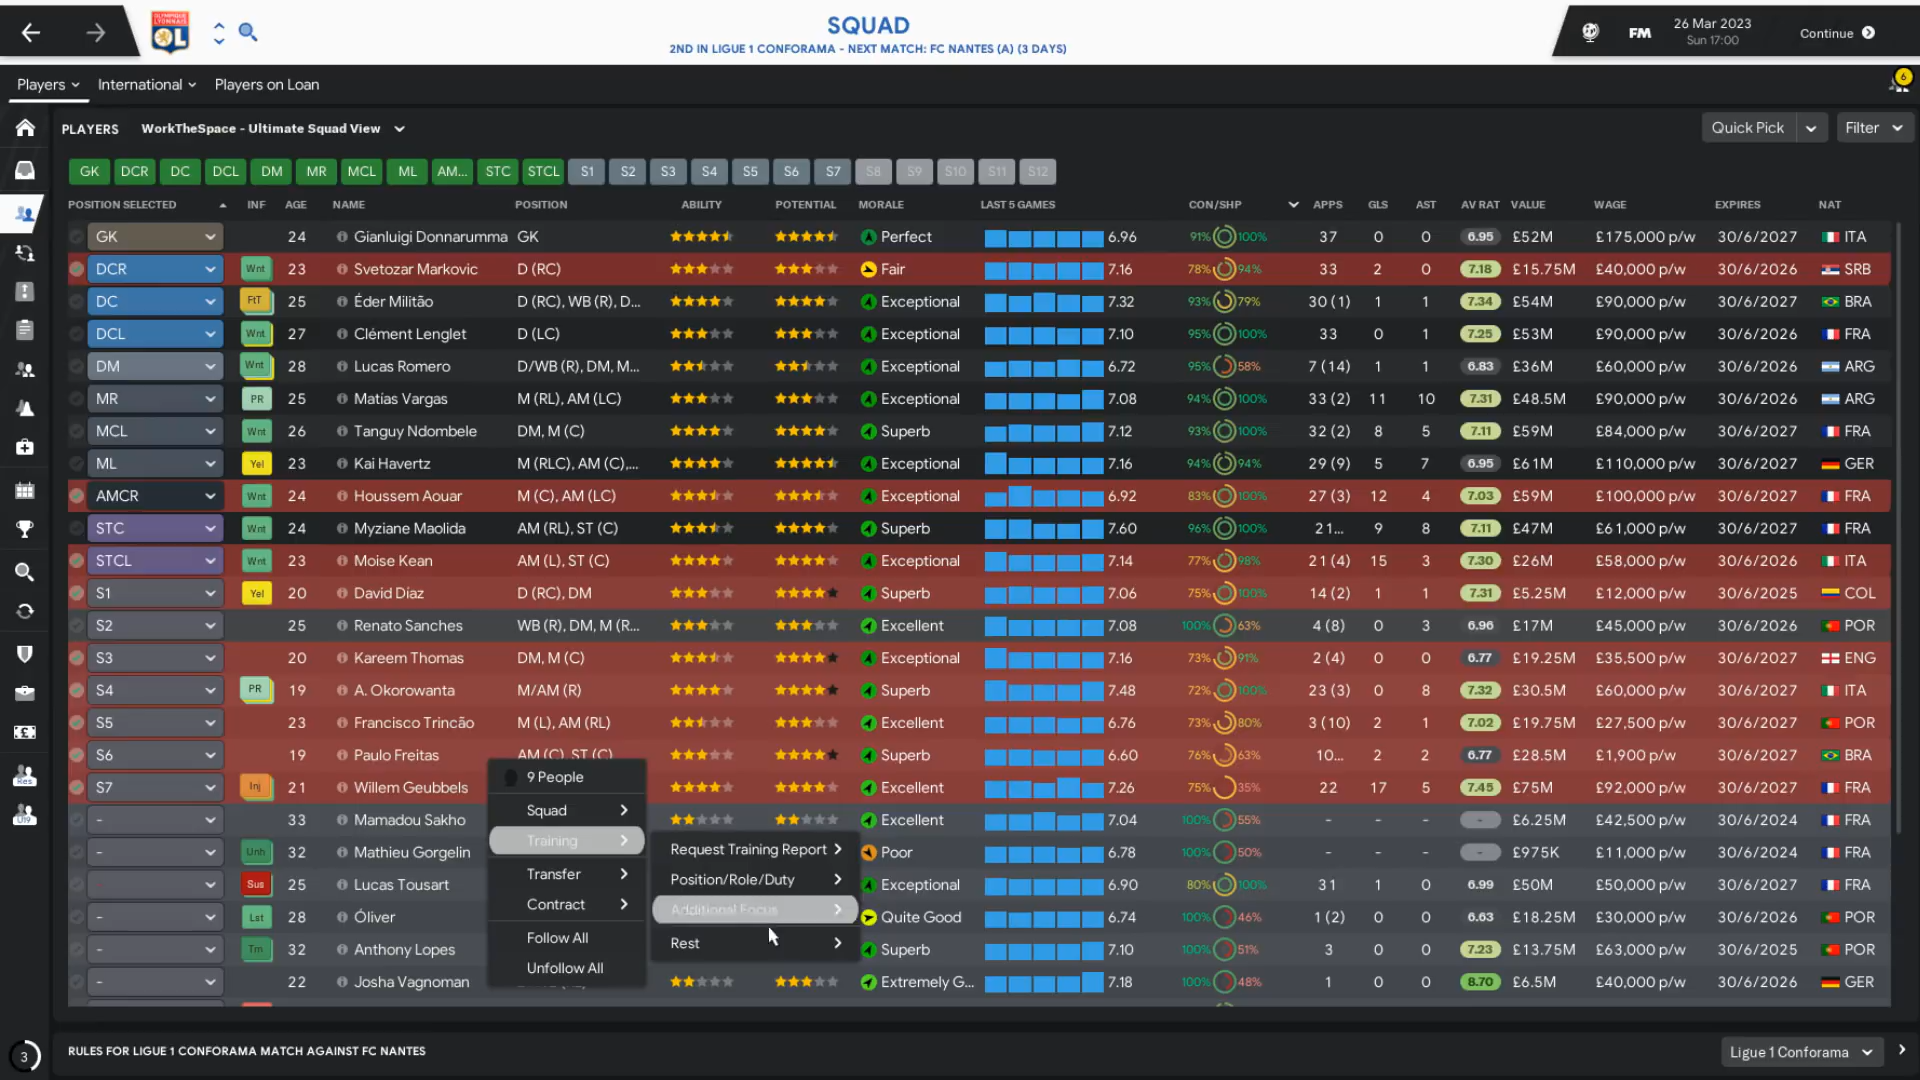 OLYMPIQUE LYONNAIS OL
SQUAD
2ND IN LIGUE 1 CONFORAMA - NEXT MATCH: FC NANTES (A) (3 DAYS)
FM
26 Mar 2023
Sun 17:00
Continue
Players International Players on Loan
6
PLAYERS WorkTheSpace - Ultimate Squad View Quick Pick Filter
GK DCR DC DCL DM MR MCL ML AM... STC STCL S1 S2 S3 S4 S5 S6 S7 S8 S9 S10 S11 S12
POSITION SELECTED INF AGE NAME POSITION ABILITY POTENTIAL MORALE LAST 5 GAMES CON/SHP APPS GLS AST AV RAT VALUE WAGE EXPIRES NAT
GK 24 Gianluigi Donnarumma GK Perfect 6.96 91% 100% 37 0 0 6.95 £52M £175,000 p/w 30/6/2027 ITA
DCR Wnt 23 Svetozar Markovic D (RC) Fair 7.16 78% 94% 33 2 0 7.18 £15.75M £40,000 p/w 30/6/2026 SRB
DC FtT 25 Éder Militão D (RC), WB (R), D... Exceptional 7.32 93% 79% 30 (1) 1 1 7.34 £54M £90,000 p/w 30/6/2026 BRA
DCL Wnt 27 Clément Lenglet D (LC) Exceptional 7.10 95% 100% 33 0 1 7.25 £53M £90,000 p/w 30/6/2026 FRA
DM Wnt 28 Lucas Romero D/WB (R), DM, M... Exceptional 6.72 95% 58% 7 (14) 1 1 6.83 £36M £60,000 p/w 30/6/2026 ARG
MR PR 25 Matías Vargas M (RL), AM (LC) Exceptional 7.08 94% 100% 33 (2) 11 10 7.31 £48.5M £90,000 p/w 30/6/2026 ARG
MCL Wnt 26 Tanguy Ndombele DM, M (C) Superb 7.12 93% 100% 32 (2) 8 5 7.11 £59M £84,000 p/w 30/6/2027 FRA
ML Yel 23 Kai Havertz M (RLC), AM (C),... Exceptional 7.16 94% 94% 29 (9) 5 7 6.95 £61M £110,000 p/w 30/6/2027 GER
AMCR Wnt 24 Houssem Aouar M (C), AM (LC) Exceptional 6.92 83% 100% 27 (3) 12 4 7.03 £59M £100,000 p/w 30/6/2027 FRA
STC Wnt 24 Myziane Maolida AM (RL), ST (C) Superb 7.60 96% 100% 21... 9 8 7.11 £47M £61,000 p/w 30/6/2027 FRA
STCL Wnt 23 Moise Kean AM (L), ST (C) Exceptional 7.14 77% 98% 21 (4) 15 3 7.30 £26M £58,000 p/w 30/6/2027 ITA
S1 Yel 20 David Díaz D (RC), DM Superb 7.06 75% 100% 14 (2) 1 1 7.31 £5.25M £12,000 p/w 30/6/2025 COL
S2 25 Renato Sanches WB (R), DM, M (R... Excellent 7.08 100% 63% 4 (8) 0 3 6.96 £17M £45,000 p/w 30/6/2026 POR
S3 20 Kareem Thomas DM, M (C) Exceptional 7.16 73% 91% 2 (4) 0 0 6.77 £19.25M £35,500 p/w 30/6/2027 ENG
S4 PR 19 A. Okorowanta M/AM (R) Superb 7.48 72% 100% 23 (3) 0 8 7.32 £30.5M £60,000 p/w 30/6/2027 ITA
S5 23 Francisco Trincão M (L), AM (RL) Excellent 6.76 73% 80% 3 (10) 2 1 7.02 £19.75M £27,500 p/w 30/6/2026 POR
S6 19 Paulo Freitas AM (C), ST (C) Superb 6.60 76% 63% 10... 2 2 6.77 £28.5M £1,900 p/w 30/6/2026 BRA
S7 Inj 21 Willem Geubbels Excellent 7.26 75% 35% 22 17 5 7.45 £75M £92,000 p/w 30/6/2027 FRA
- 33 Mamadou Sakho Excellent 7.04 100% 55% - - - - £6.25M £42,500 p/w 30/6/2024 FRA
- Unh 32 Mathieu Gorgelin Poor 6.78 100% 50% - - - - £975K £11,000 p/w 30/6/2024 FRA
Sus 25 Lucas Tousart Exceptional 6.90 80% 100% 31 1 0 6.99 £50M £50,000 p/w 30/6/2026 FRA
- Lst 28 Óliver Quite Good 6.74 100% 46% 1 (2) 0 0 6.63 £18.25M £30,000 p/w 30/6/2026 POR
- Trn 32 Anthony Lopes Superb 7.10 100% 51% 3 0 0 7.23 £13.75M £63,000 p/w 30/6/2025 POR
- 22 Josha Vagnoman Extremely G... 7.18 100% 48% 1 0 0 8.70 £6.5M £40,000 p/w 30/6/2026 GER
9 People
Squad
Training
Transfer
Contract
Follow All
Unfollow All
Request Training Report
Position/Role/Duty
Additional Focus
Rest
Res
U19
3
RULES FOR LIGUE 1 CONFORAMA MATCH AGAINST FC NANTES
Ligue 1 Conforama